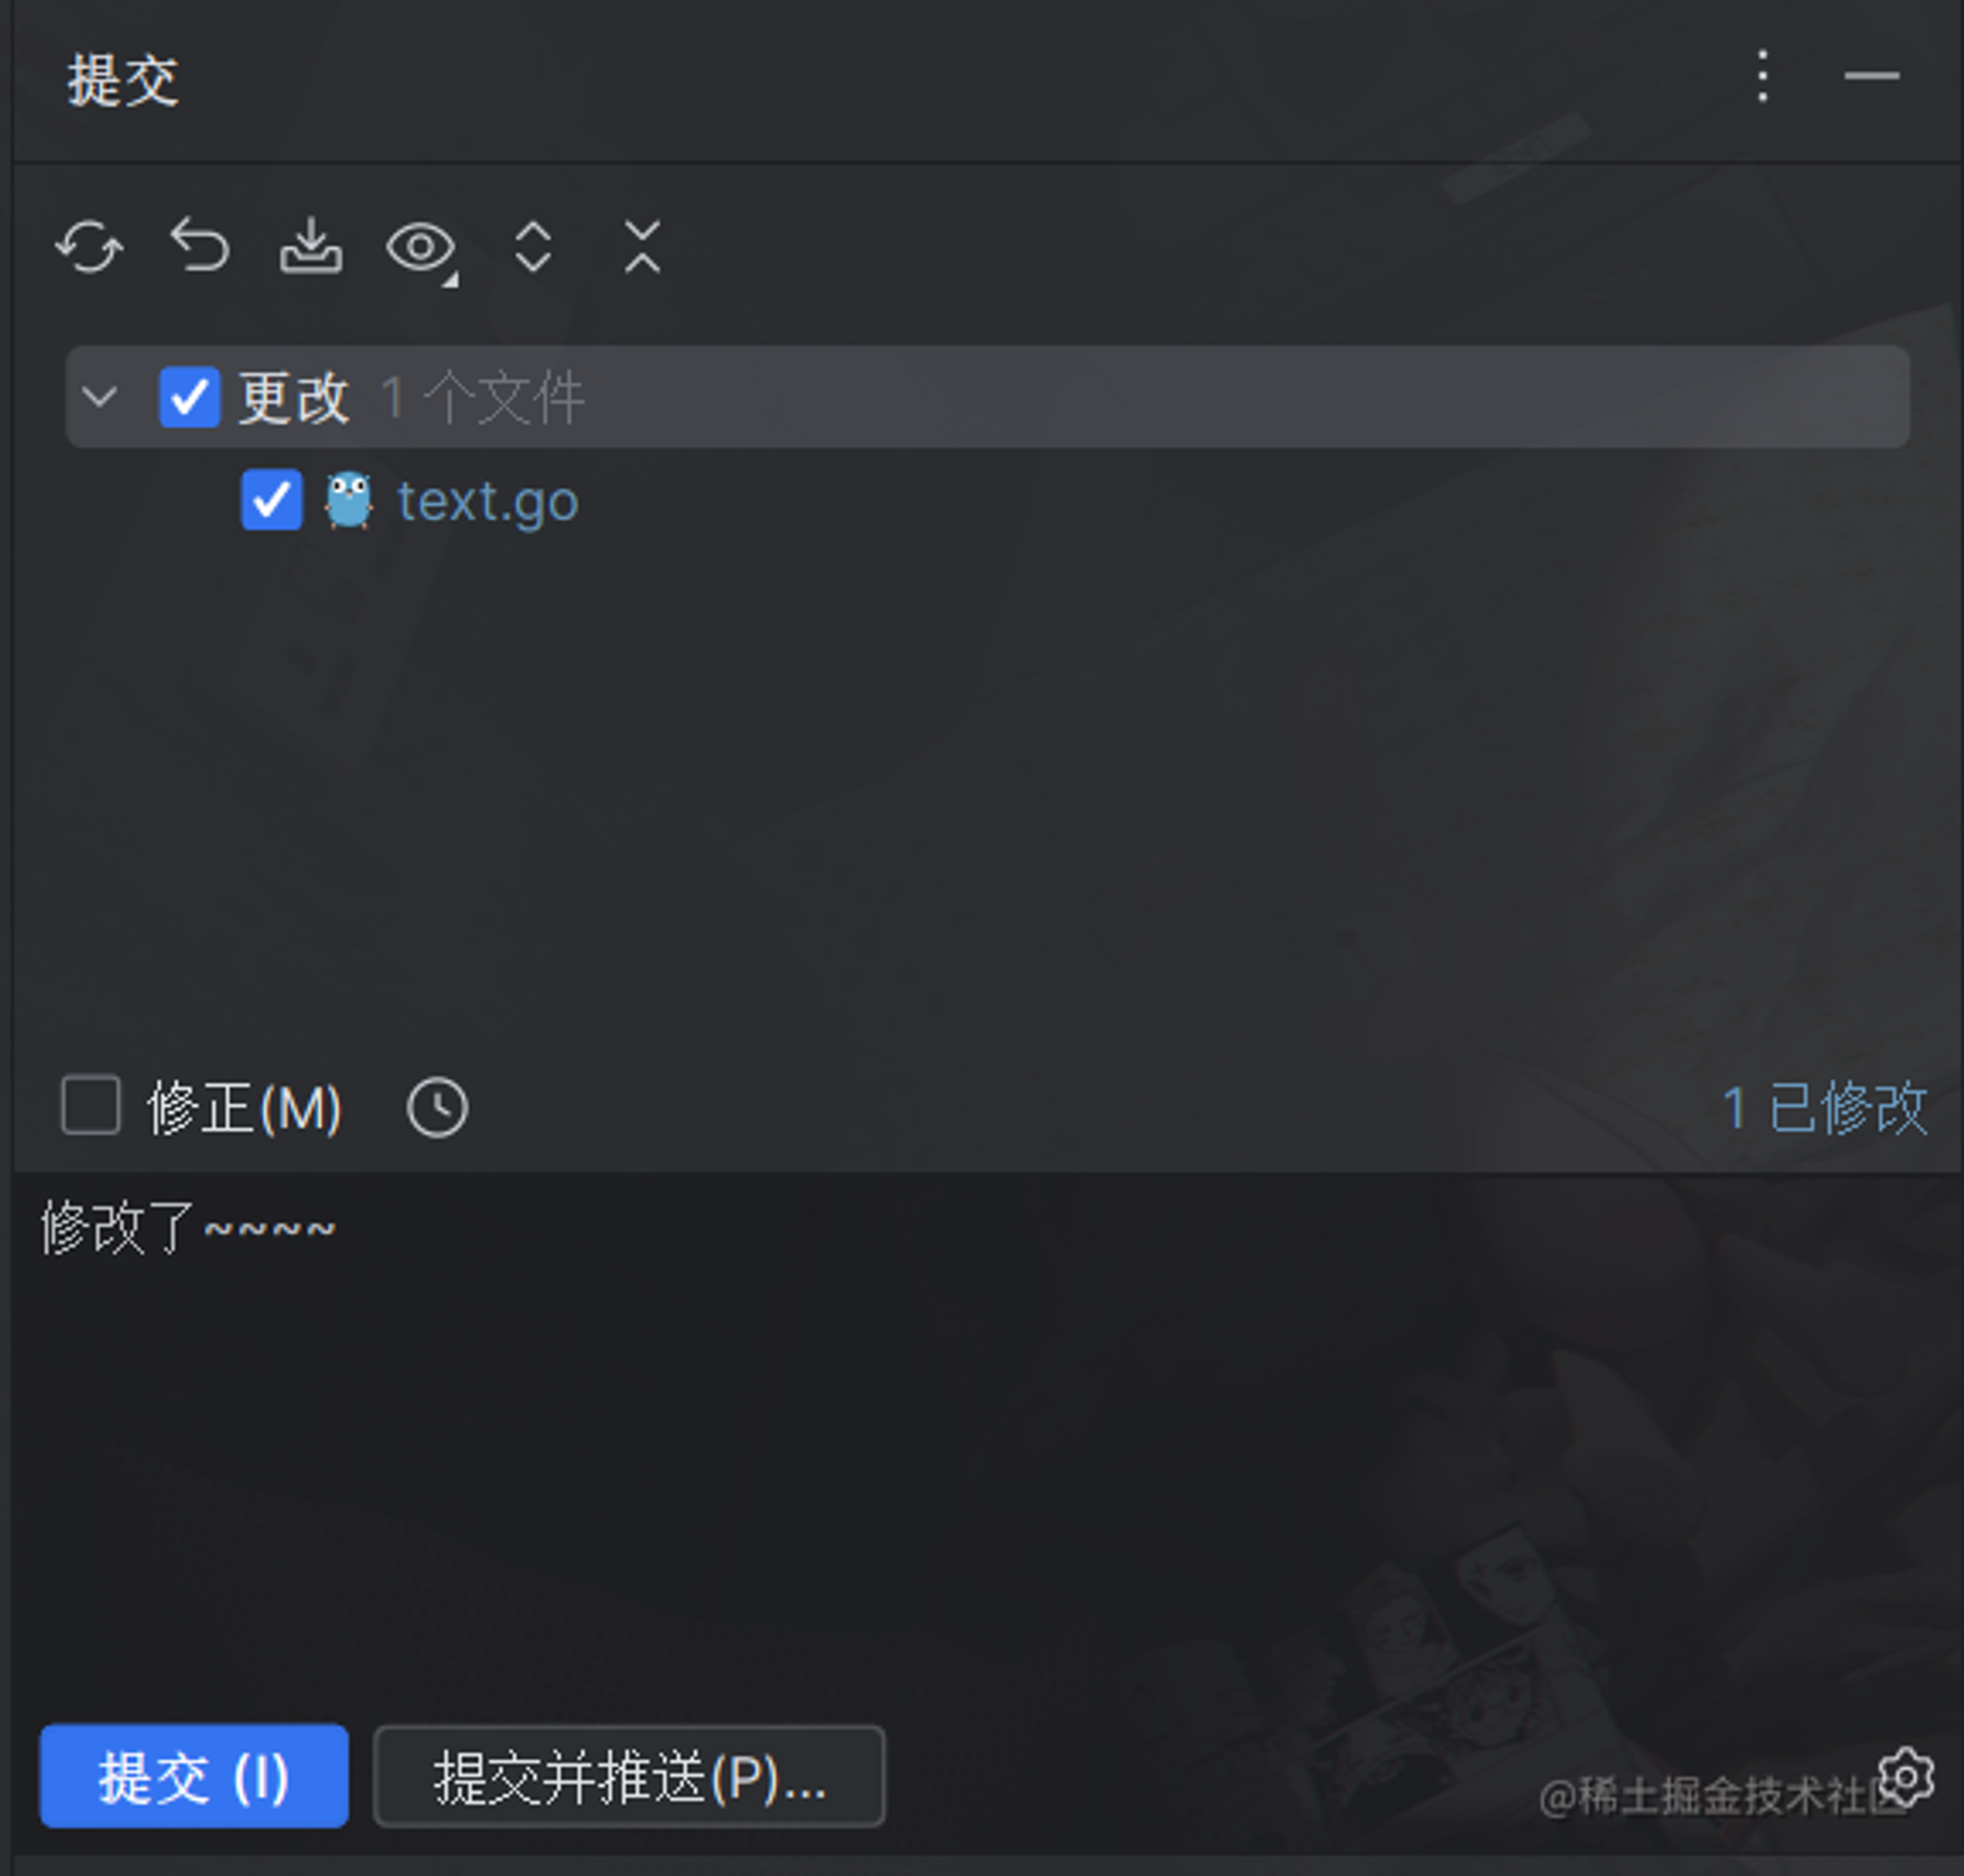 提交
更改 1 个文件
text.go
修正(M)
1 已修改
修改了~~~~
提交 (I)
提交并推送(P)...
@稀土掘金技术社区